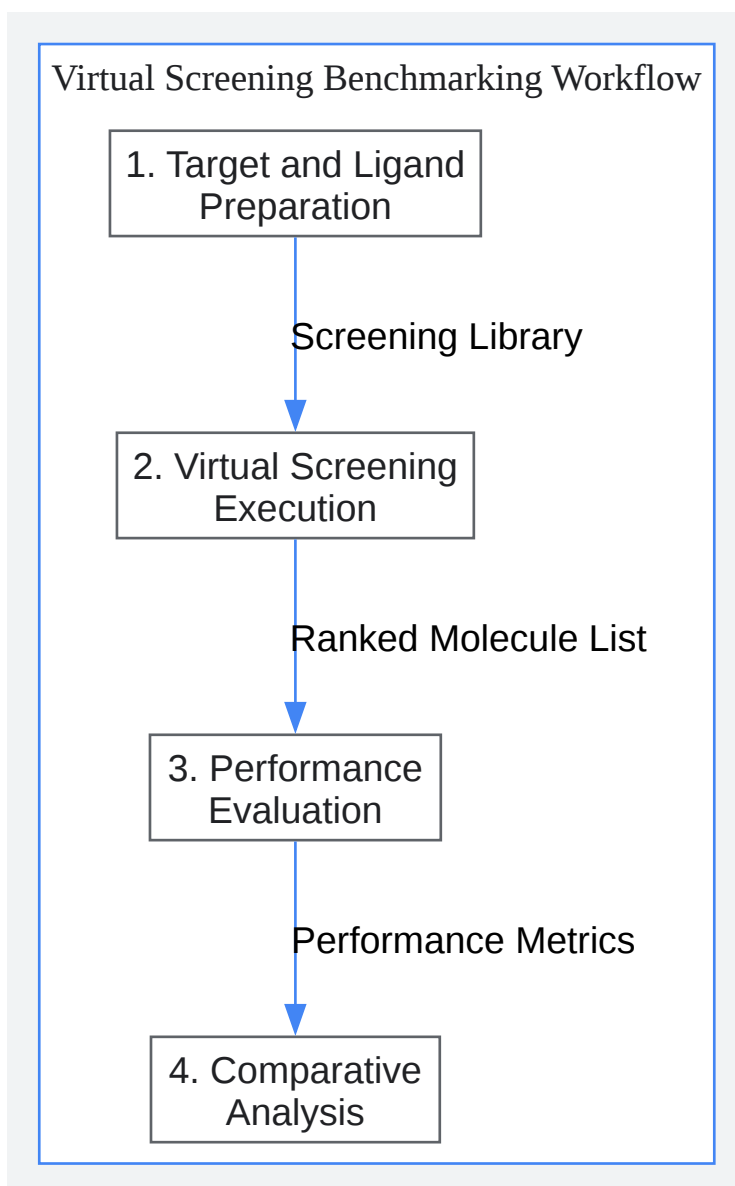 Virtual Screening Benchmarking Workflow
1. Target and Ligand
Preparation
Screening Library
2. Virtual Screening
Execution
Ranked Molecule List
3. Performance
Evaluation
Performance Metrics
4. Comparative
Analysis